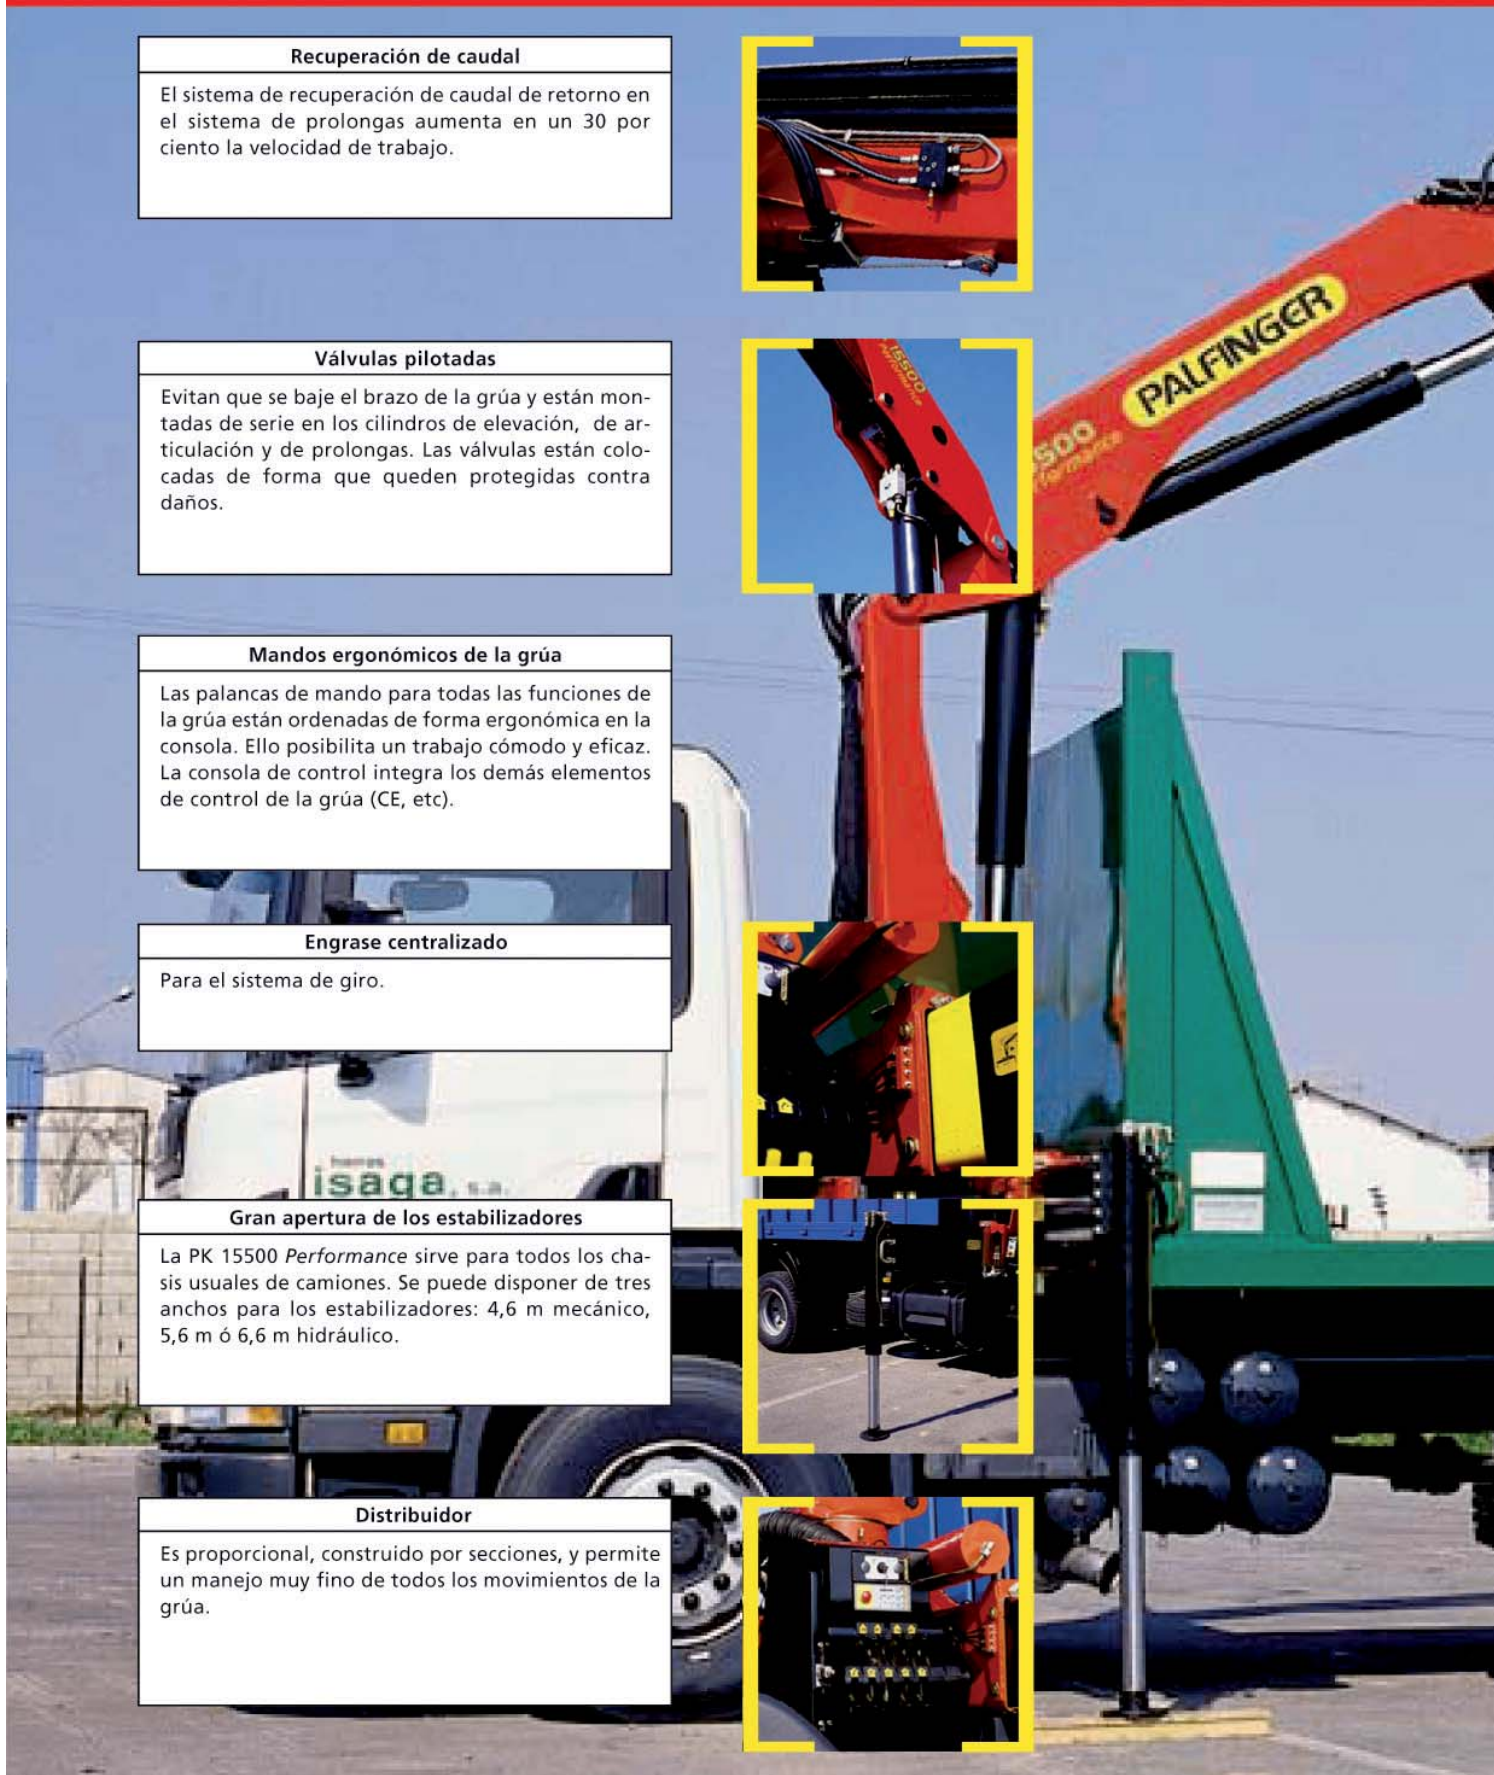 Recuperación de caudal
El sistema de recuperación de caudal de retorno en
el sistema de prolongas aumenta en un 30 por
ciento la velocidad de trabajo.
Válvulas pilotadas
Evitan que se baje el brazo de la grúa y están mon-
tadas de serie en los cilindros de elevación, de ar-
ticulación y de prolongas. Las válvulas están colo-
cadas de forma que queden protegidas contra
daños.
15500
Performance
PALFINGER
Mandos ergonómicos de la grúa
Las palancas de mando para todas las funciones de
la grúa están ordenadas de forma ergonómica en la
consola. Ello posibilita un trabajo cómodo y eficaz.
La consola de control integra los demás elementos
de control de la grúa (CE, etc).
Engrase centralizado
Para el sistema de giro.
isaga, s.a.
Gran apertura de los estabilizadores
La PK 15500 Performance sirve para todos los cha-
sis usuales de camiones. Se puede disponer de tres
anchos para los estabilizadores: 4,6 m mecánico,
5,6 m ó 6,6 m hidráulico.
Distribuidor
Es proporcional, construido por secciones, y permite
un manejo muy fino de todos los movimientos de la
grúa.